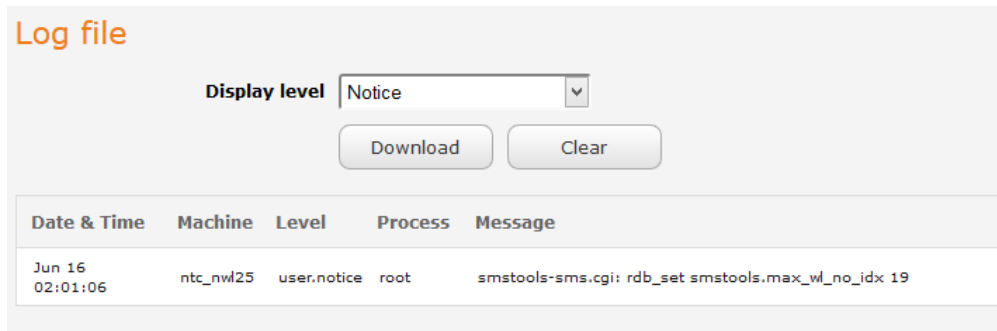 Log file
Display level Notice
Download Clear
Date & Time Machine Level Process Message
Jun 16
02:01:06 ntc_nwl25 user.notice root smstools-sms.cgi: rdb_set smstools.max_wl_no_idx 19